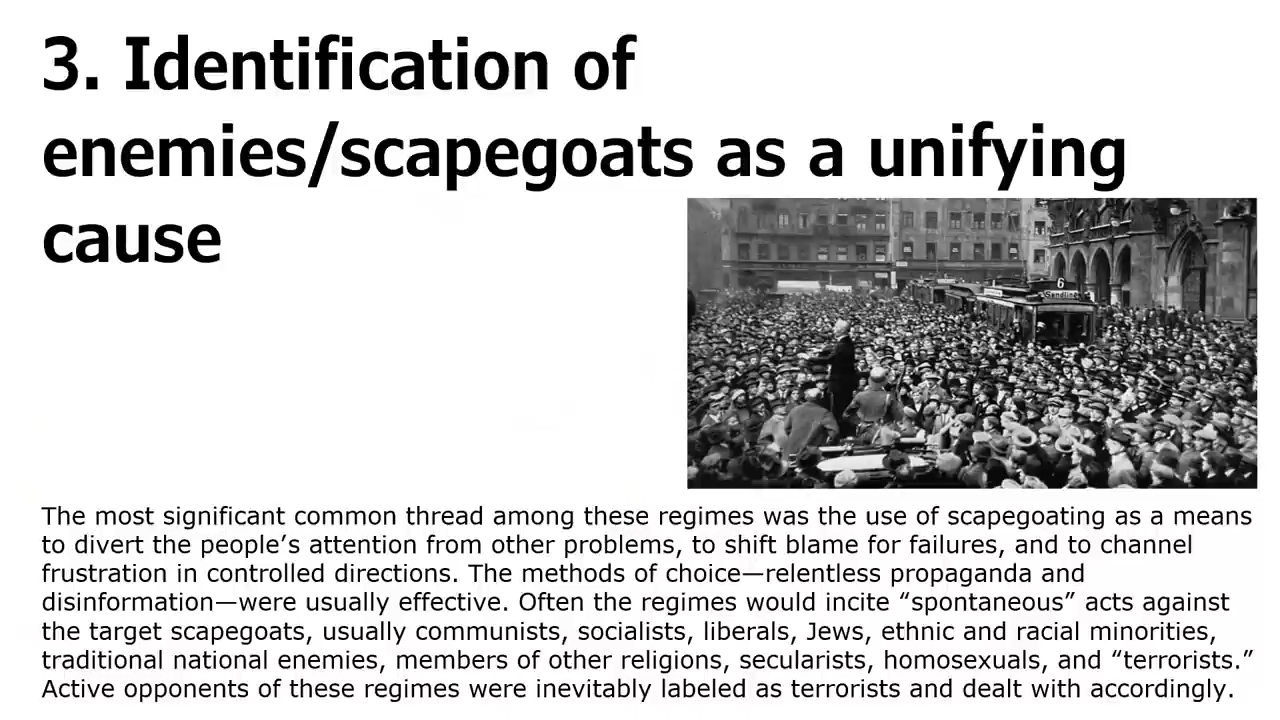 3. Identification of
enemies/scapegoats as a unifying
cause
6
The most significant common thread among these regimes was the use of scapegoating as a means
to divert the people’s attention from other problems, to shift blame for failures, and to channel
frustration in controlled directions. The methods of choice—relentless propaganda and
disinformation—were usually effective. Often the regimes would incite “spontaneous” acts against
the target scapegoats, usually communists, socialists, liberals, Jews, ethnic and racial minorities,
traditional national enemies, members of other religions, secularists, homosexuals, and “terrorists.”
Active opponents of these regimes were inevitably labeled as terrorists and dealt with accordingly.